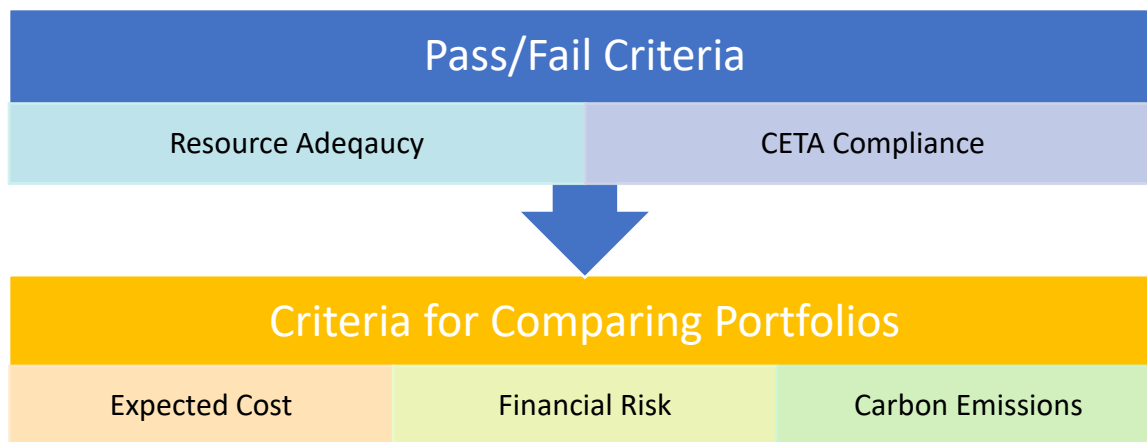 Pass/Fail Criteria
Resource Adeqaucy
CETA Compliance
Criteria for Comparing Portfolios
Expected Cost
Financial Risk
Carbon Emissions